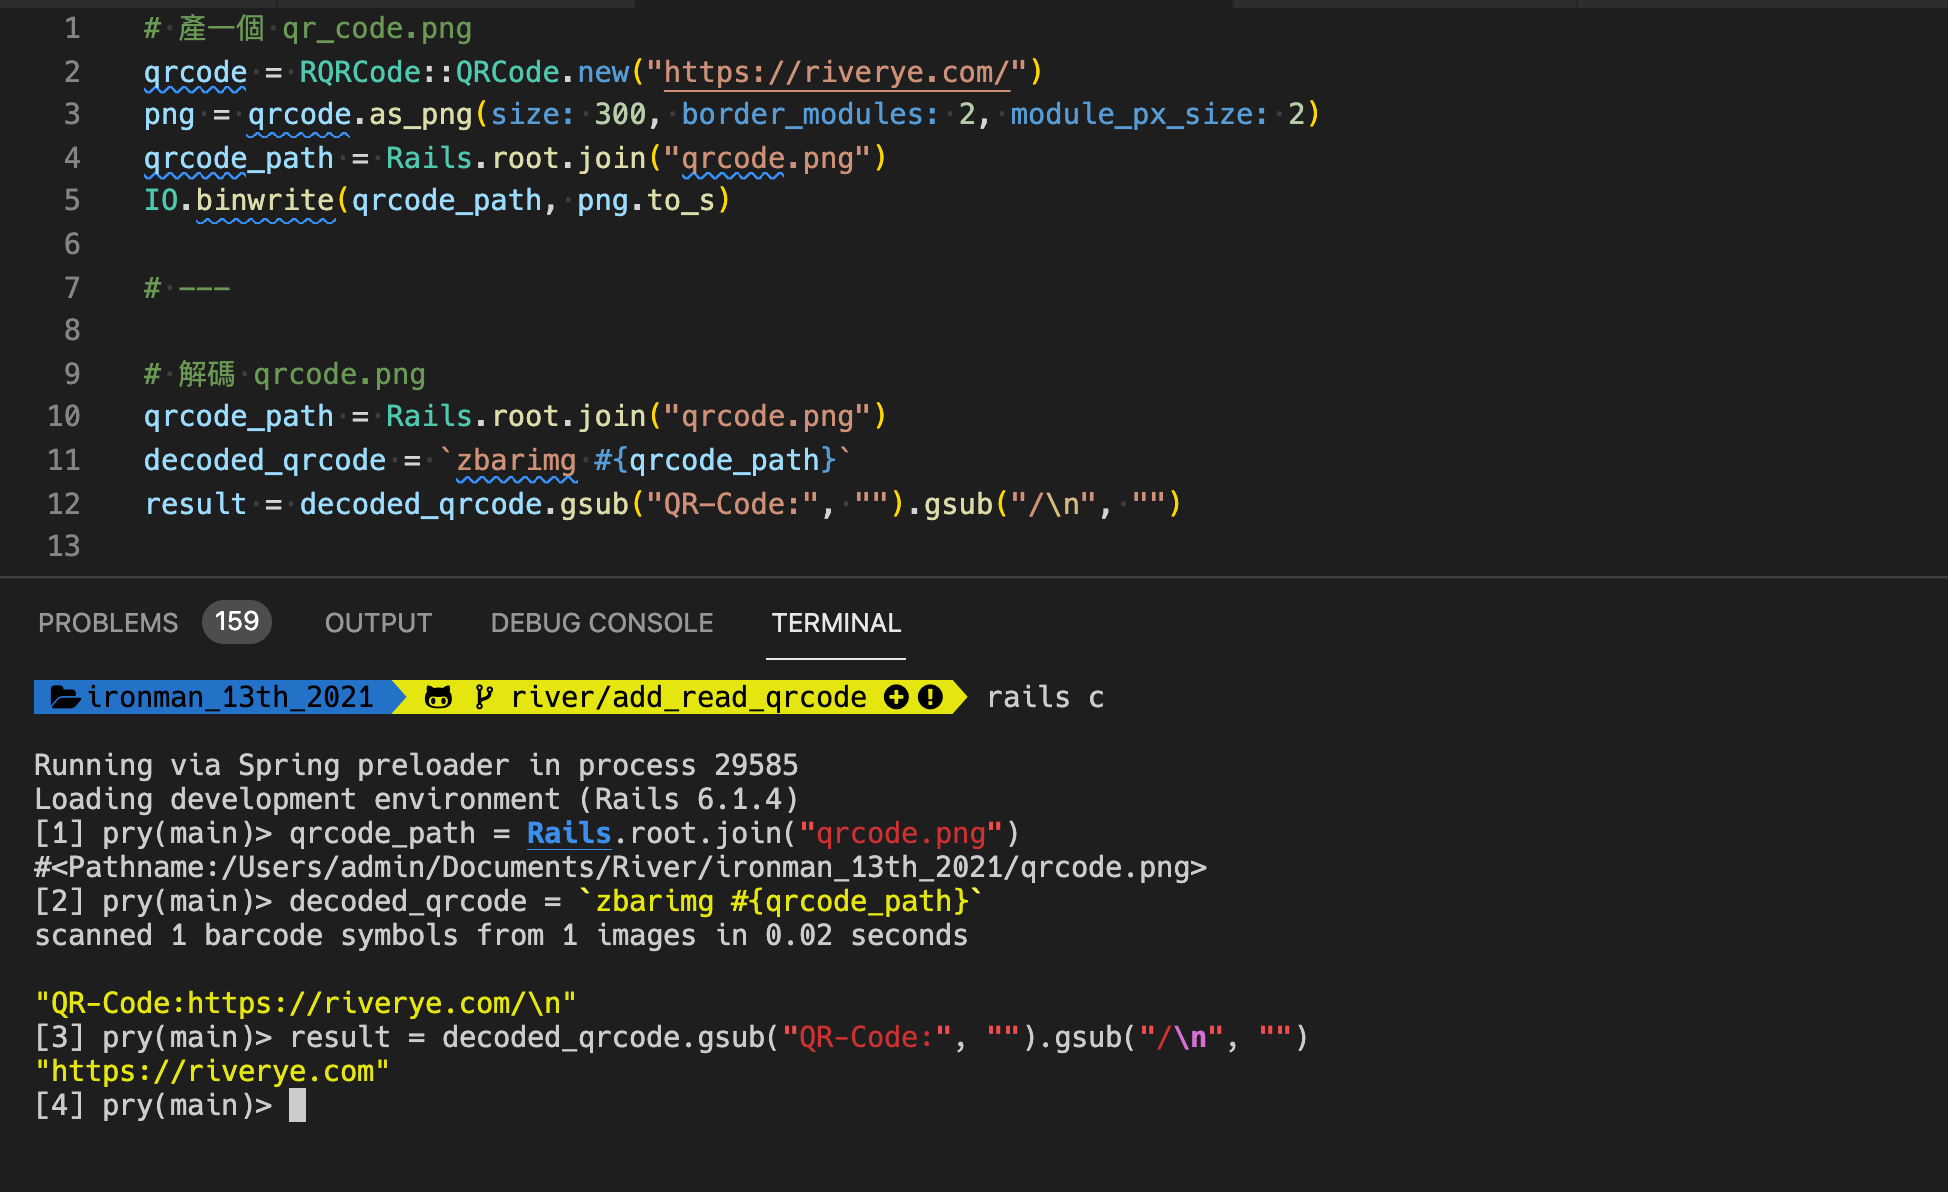 1 # 產一個 qr_code.png
2 qrcode = RQRCode::QRCode.new("https://riverye.com/")
3 png = qrcode.as_png(size: 300, border_modules: 2, module_px_size: 2)
4 qrcode_path = Rails.root.join("qrcode.png")
5 IO.binwrite(qrcode_path, png.to_s)
6
7 # ---
8
9 # 解碼 qrcode.png
10 qrcode_path = Rails.root.join("qrcode.png")
11 decoded_qrcode = `zbarimg #{qrcode_path}`
12 result = decoded_qrcode.gsub("QR-Code:", "").gsub("/\n", "")
13
PROBLEMS 159 OUTPUT DEBUG CONSOLE TERMINAL
ironman_13th_2021 river/add_read_qrcode rails c
Running via Spring preloader in process 29585
Loading development environment (Rails 6.1.4)
[1] pry(main)> qrcode_path = Rails.root.join("qrcode.png")
#<Pathname:/Users/admin/Documents/River/ironman_13th_2021/qrcode.png>
[2] pry(main)> decoded_qrcode = `zbarimg #{qrcode_path}`
scanned 1 barcode symbols from 1 images in 0.02 seconds
"QR-Code:https://riverye.com/\n"
[3] pry(main)> result = decoded_qrcode.gsub("QR-Code:", "").gsub("/\n", "")
"https://riverye.com"
[4] pry(main)>